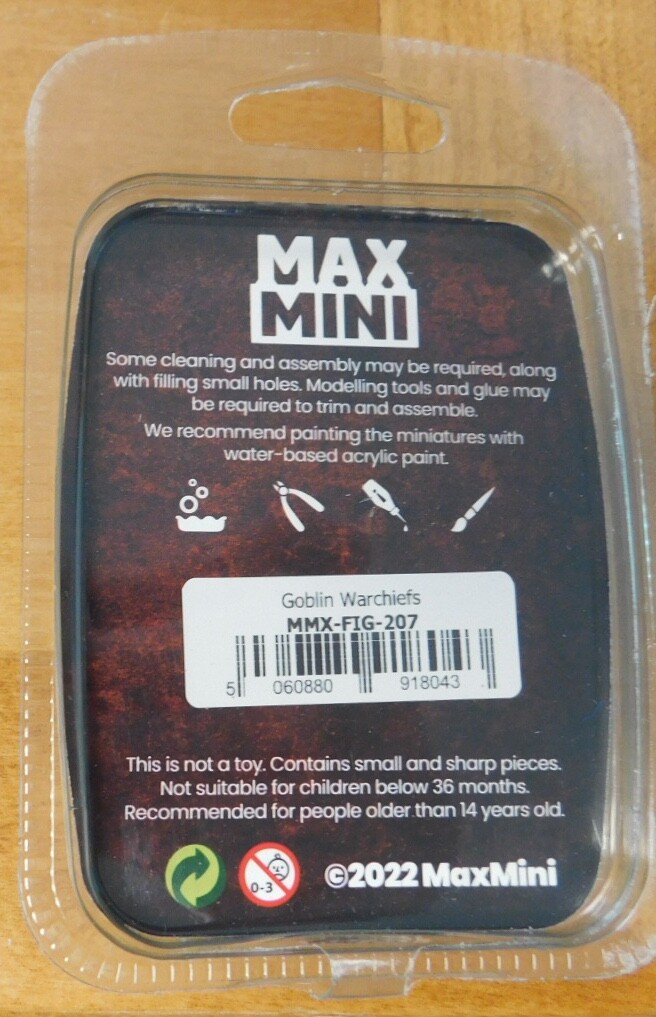 MAX
MINI
Some cleaning and assembly may be required, along
with filling small holes. Modelling tools and glue may
be required to trim and assemble.
We recommend painting the miniatures with
water-based acrylic paint.
Goblin Warchiefs
MMX-FIG-207
5 060880 918043
This is not a toy. Contains small and sharp pieces.
Not suitable for children below 36 months.
Recommended for people older than 14 years old.
0-3
©2022 MaxMini